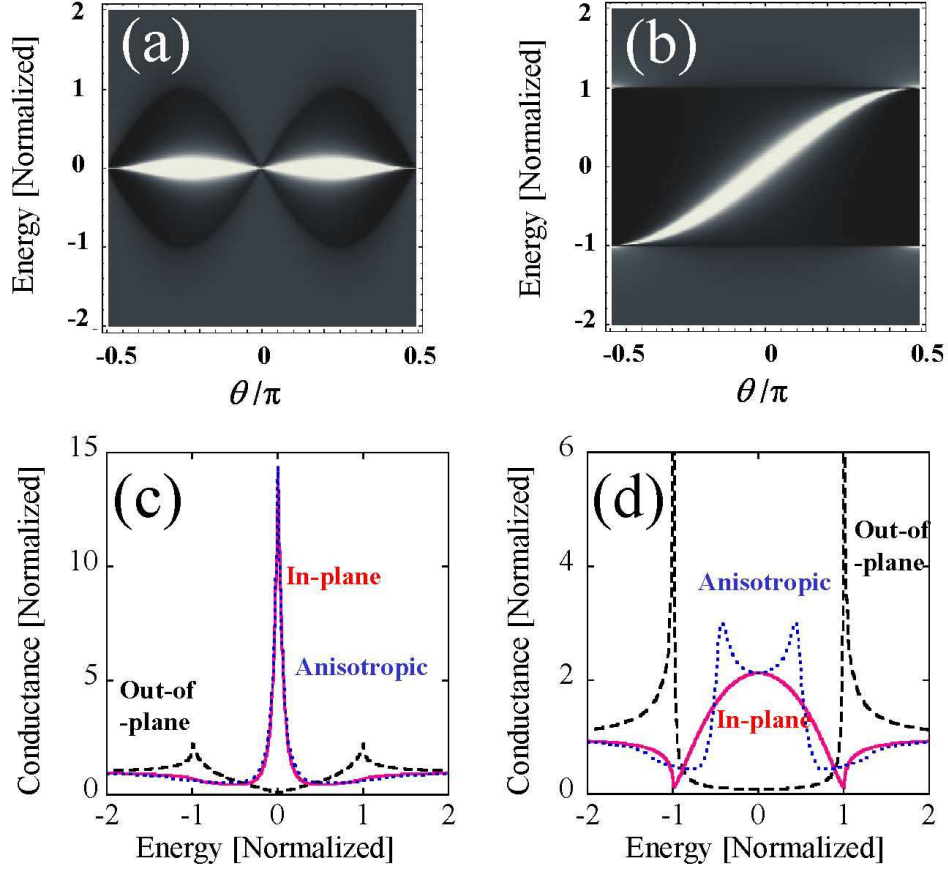 (a)
2
1
0
-1
-2
Energy [Normalized]
-0.5
0
0.5
θ/π
(b)
2
1
0
-1
-2
Energy [Normalized]
-0.5
0
0.5
θ/π
(c)
15
10
5
0
Conductance [Normalized]
In-plane
Anisotropic
Out-of
-plane
-2
-1
0
1
2
Energy [Normalized]
(d)
6
4
2
0
Conductance [Normalized]
Out-of
-plane
Anisotropic
In-plane
-2
-1
0
1
2
Energy [Normalized]